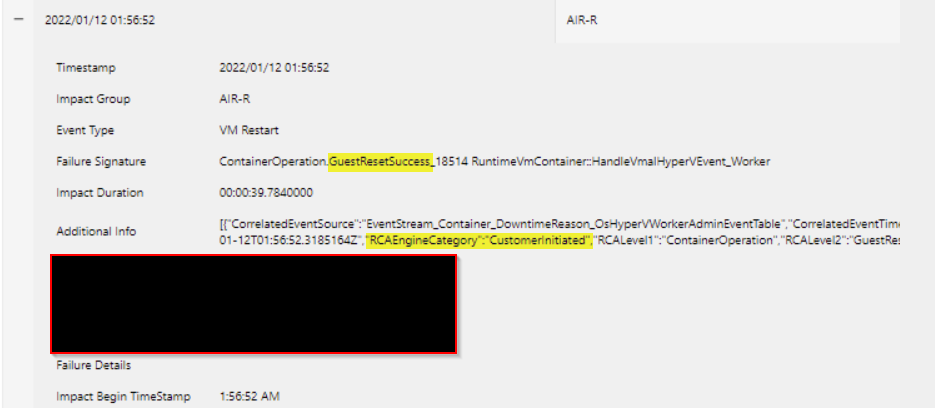 2022/01/12 01:56:52 AIR-R
Timestamp 2022/01/12 01:56:52
Impact Group AIR-R
Event Type VM Restart
Failure Signature ContainerOperation.GuestResetSuccess_18514 RuntimeVmContainer::HandleVmalHyperVEvent_Worker
Impact Duration 00:00:39.7840000
Additional Info [{"CorrelatedEventSource":"EventStream_Container_DowntimeReason_OsHyperVWorkerAdminEventTable","CorrelatedEventTim
01-12T01:56:52.3185164Z","RCAEngineCategory":"CustomerInitiated","RCALevel1":"ContainerOperation","RCALevel2":"GuestRes
Failure Details
Impact Begin TimeStamp 1:56:52 AM